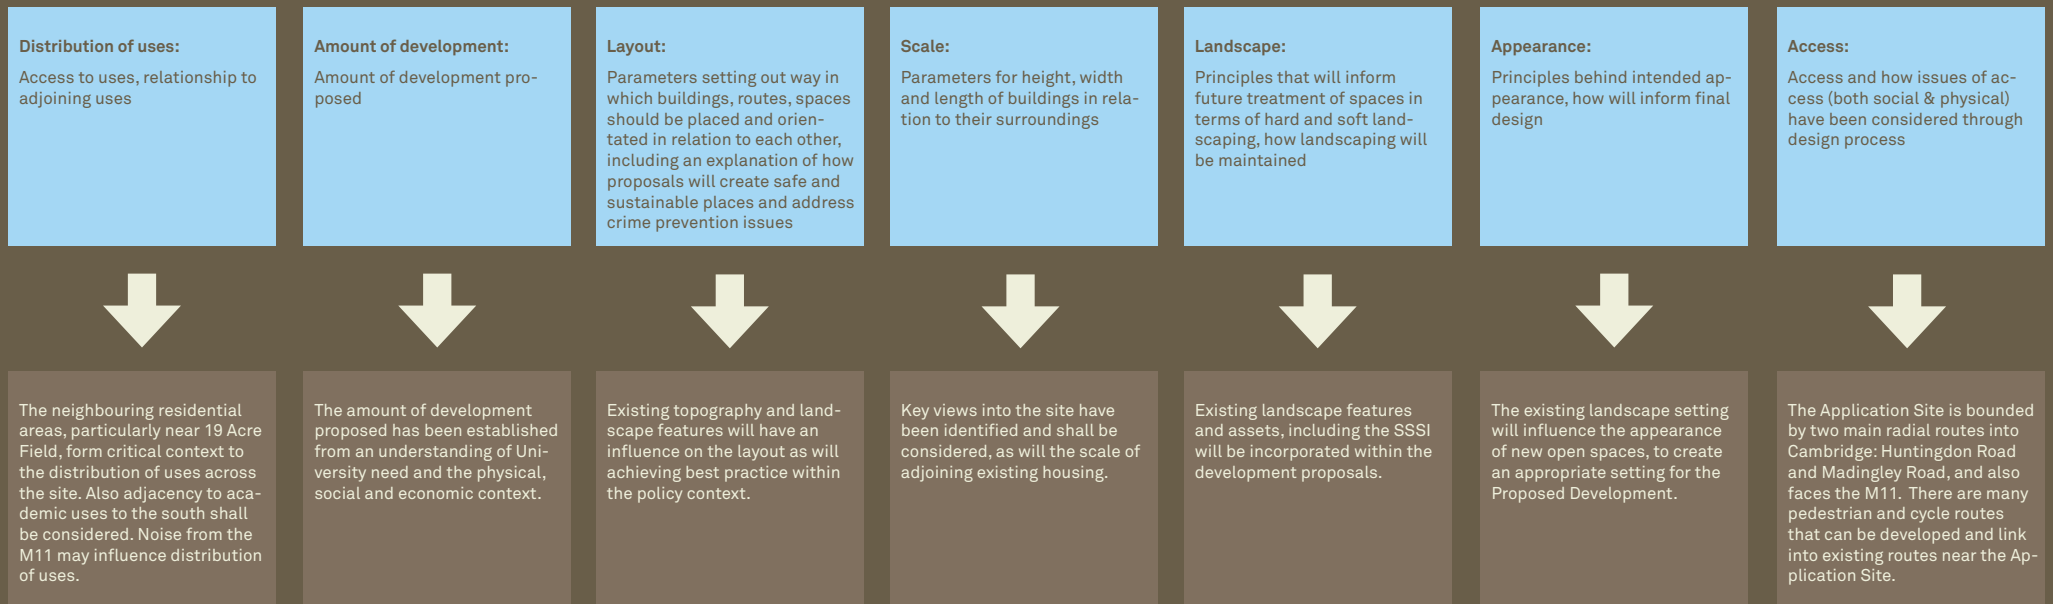 Distribution of uses:
Access to uses, relationship to
adjoining uses
Amount of development:
Amount of development pro-
posed
Layout:
Parameters setting out way in
which buildings, routes, spaces
should be placed and orien-
tated in relation to each other,
including an explanation of how
proposals will create safe and
sustainable places and address
crime prevention issues
Scale:
Parameters for height, width
and length of buildings in rela-
tion to their surroundings
Landscape:
Principles that will inform
future treatment of spaces in
terms of hard and soft land-
scaping, how landscaping will
be maintained
Appearance:
Principles behind intended ap-
pearance, how will inform final
design
Access:
Access and how issues of ac-
cess (both social & physical)
have been considered through
design process
The neighbouring residential
areas, particularly near 19 Acre
Field, form critical context to
the distribution of uses across
the site. Also adjacency to aca-
demic uses to the south shall
be considered. Noise from the
M11 may influence distribution
of uses.
The amount of development
proposed has been established
from an understanding of Uni-
versity need and the physical,
social and economic context.
Existing topography and land-
scape features will have an
influence on the layout as will
achieving best practice within
the policy context.
Key views into the site have
been identified and shall be
considered, as will the scale of
adjoining existing housing.
Existing landscape features
and assets, including the SSSI
will be incorporated within the
development proposals.
The existing landscape setting
will influence the appearance
of new open spaces, to create
an appropriate setting for the
Proposed Development.
The Application Site is bounded
by two main radial routes into
Cambridge: Huntingdon Road
and Madingley Road, and also
faces the M11. There are many
pedestrian and cycle routes
that can be developed and link
into existing routes near the Ap-
plication Site.